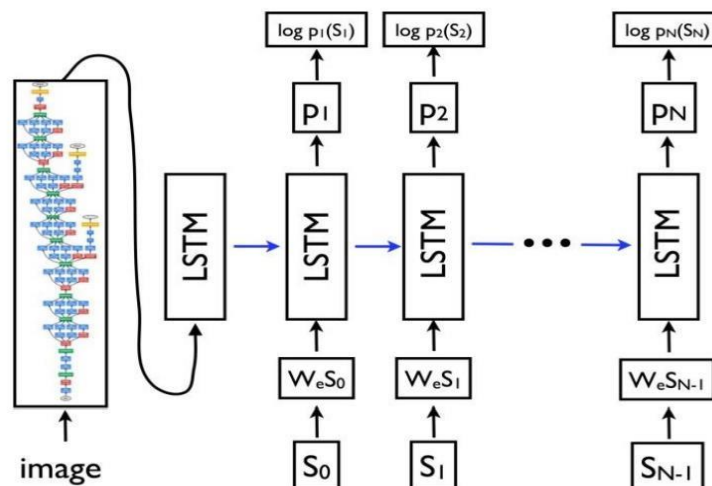 log p1(S1) log p2(S2) log pN(SN)
p1 p2 pN
LSTM LSTM LSTM LSTM
WeS0 WeS1 WeSN-1
image S0 S1 SN-1